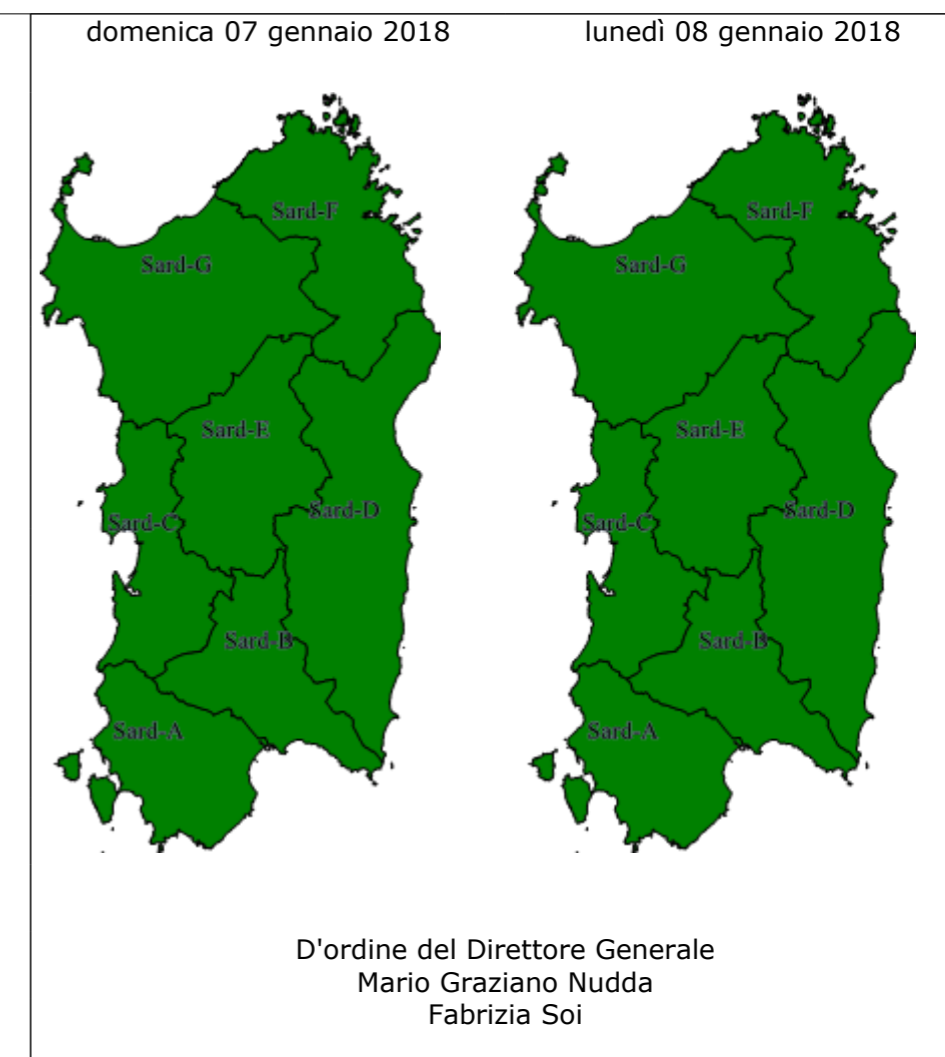 domenica 07 gennaio 2018
lunedì 08 gennaio 2018
Sard-F
Sard-G
Sard-E
Sard-D
Sard-C
Sard-B
Sard-A
Sard-F
Sard-G
Sard-E
Sard-D
Sard-C
Sard-B
Sard-A
D'ordine del Direttore Generale
Mario Graziano Nudda
Fabrizia Soi